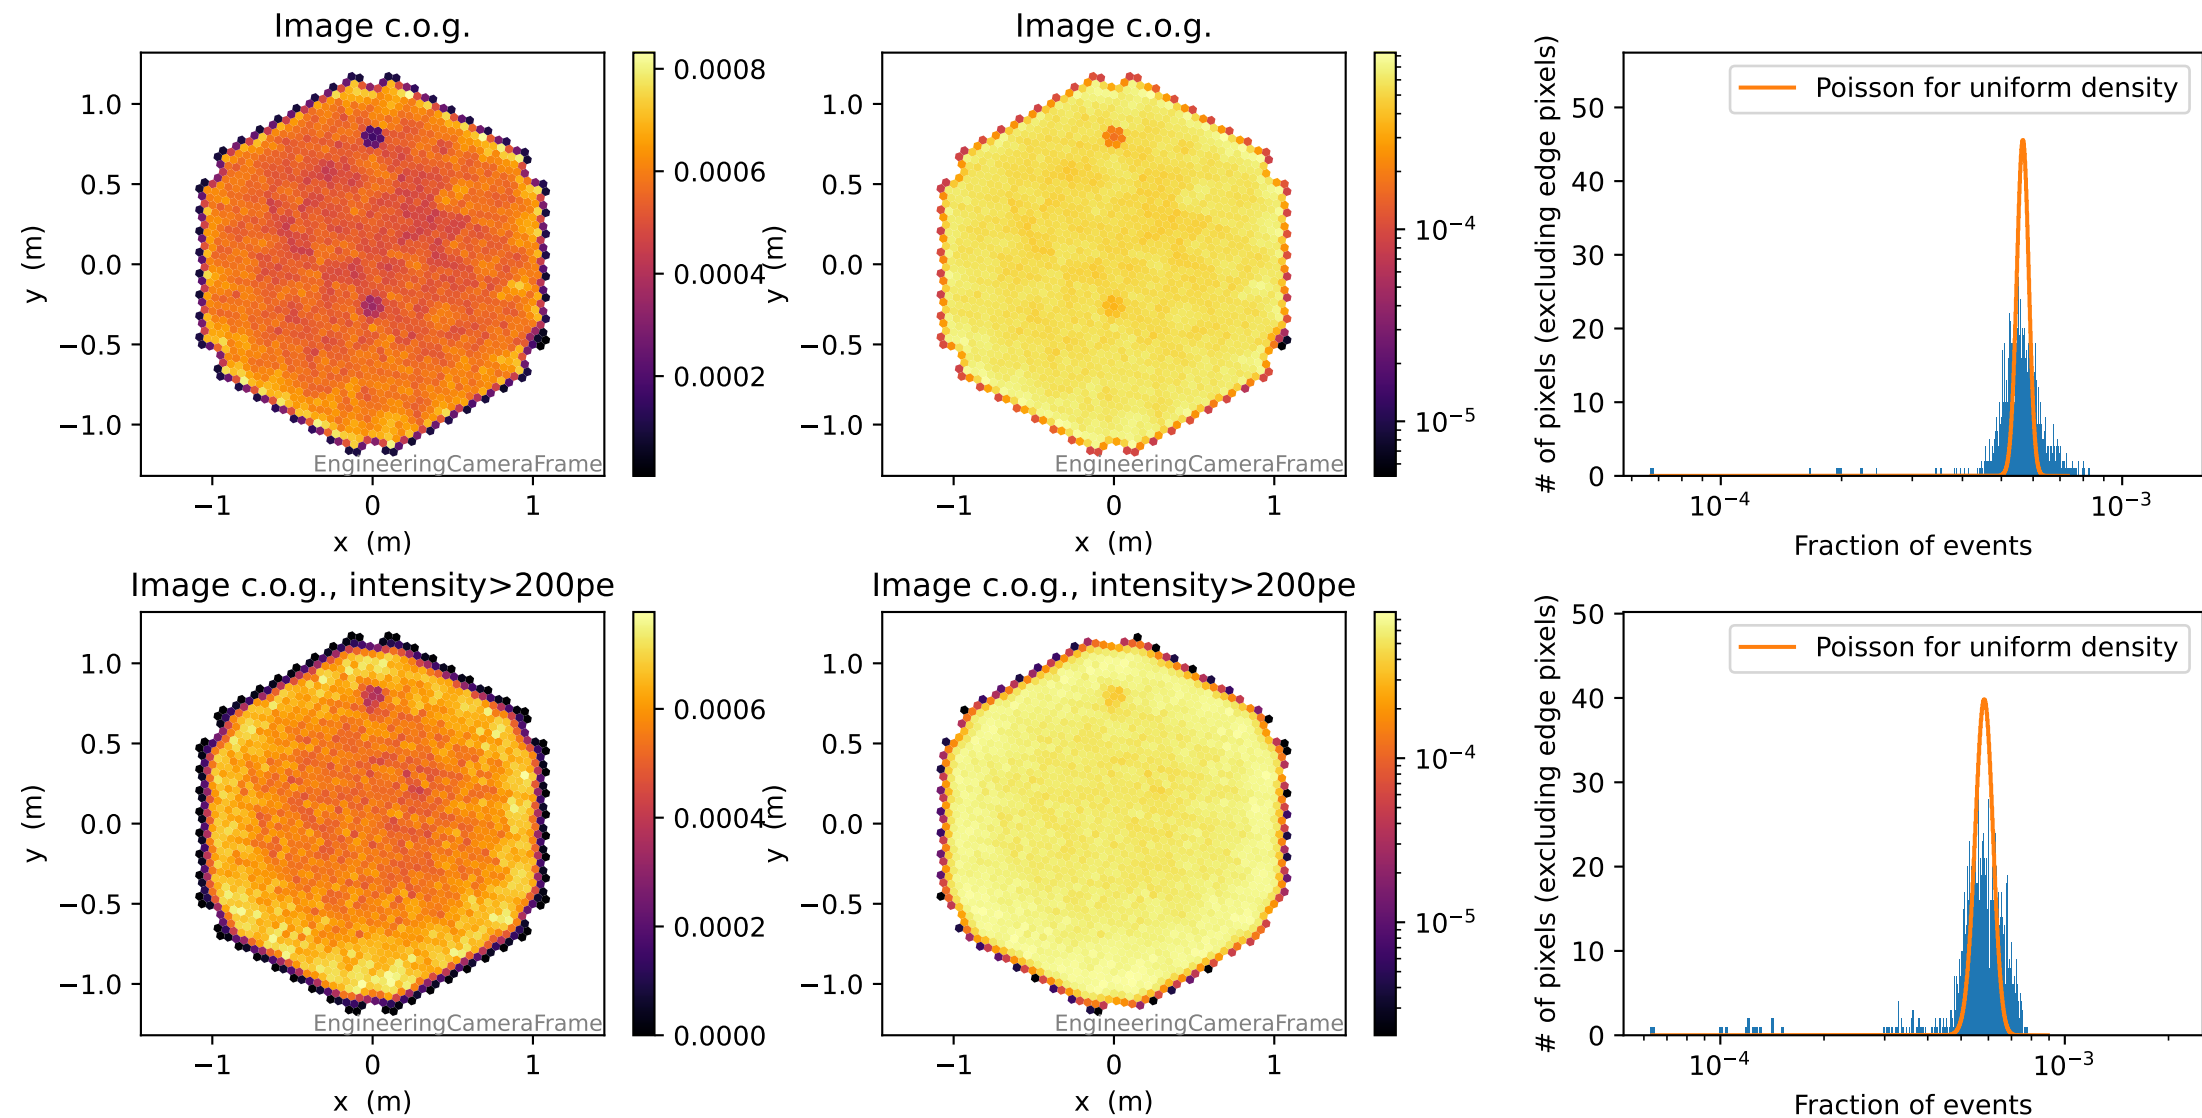 Image c.o.g.
1.0
0.5
0.0
−0.5
−1.0
y (m)
−1
0
1
x (m)
EngineeringCameraFrame
0.0008
0.0006
0.0004
0.0002
Image c.o.g.
1.0
0.5
0.0
−0.5
−1.0
y (m)
−1
0
1
x (m)
EngineeringCameraFrame
10⁻⁴
10⁻⁵
# of pixels (excluding edge pixels)
50
40
30
20
10
0
Poisson for uniform density
10⁻⁴
10⁻³
Fraction of events
Image c.o.g., intensity>200pe
1.0
0.5
0.0
−0.5
−1.0
y (m)
−1
0
1
x (m)
EngineeringCameraFrame
0.0006
0.0004
0.0002
0.0000
Image c.o.g., intensity>200pe
1.0
0.5
0.0
−0.5
−1.0
y (m)
−1
0
1
x (m)
EngineeringCameraFrame
10⁻⁴
10⁻⁵
# of pixels (excluding edge pixels)
50
40
30
20
10
0
Poisson for uniform density
10⁻⁴
10⁻³
Fraction of events